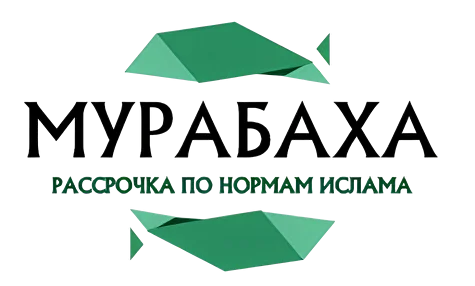 МУРАБАХА
РАССРОЧКА ПО НОРМАМ ИСЛАМА